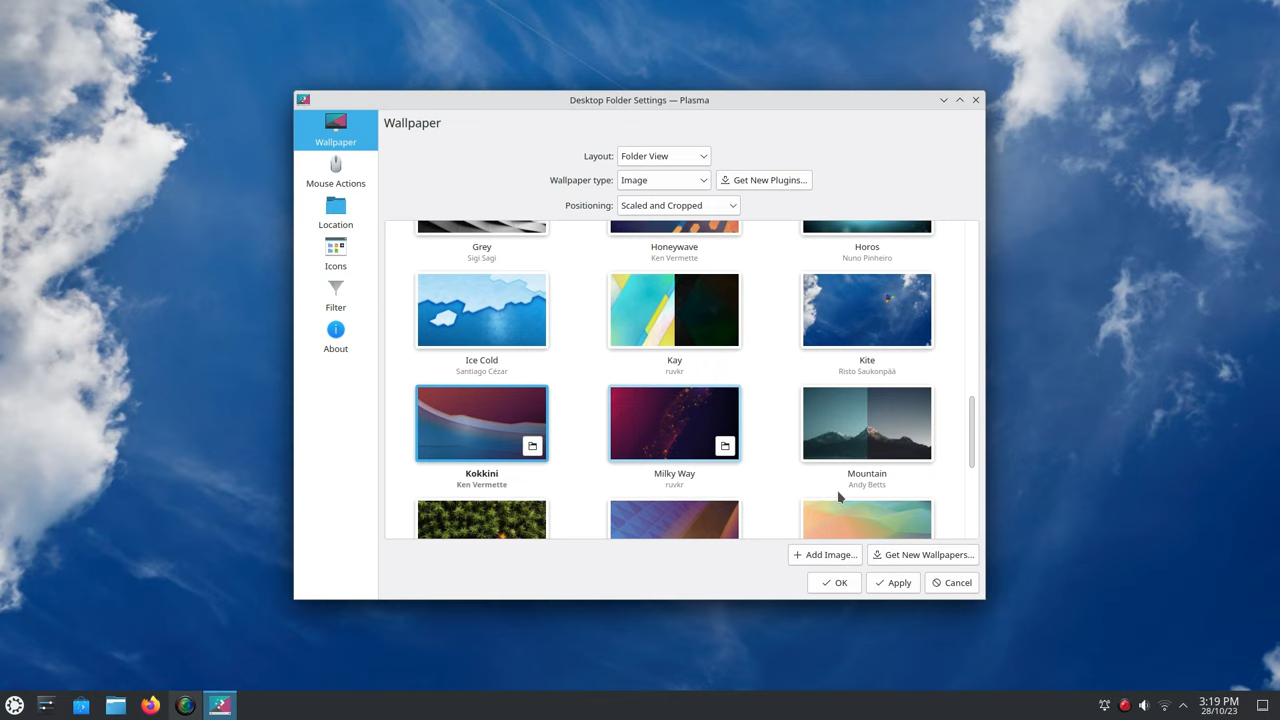 Desktop Folder Settings — Plasma
Wallpaper
Wallpaper
Mouse Actions
Location
Icons
Filter
About
Layout: Folder View
Wallpaper type: Image Get New Plugins...
Positioning: Scaled and Cropped
Grey Honeywave Horos
Sigi Sagi Ken Vermette Nuno Pinheiro
Ice Cold Kay Kite
Santiago Cézar ruvkr Risto Saukonpää
Kokkini Milky Way Mountain
Ken Vermette ruvkr Andy Betts
Add Image... Get New Wallpapers...
OK Apply Cancel
3:19 PM
28/10/23